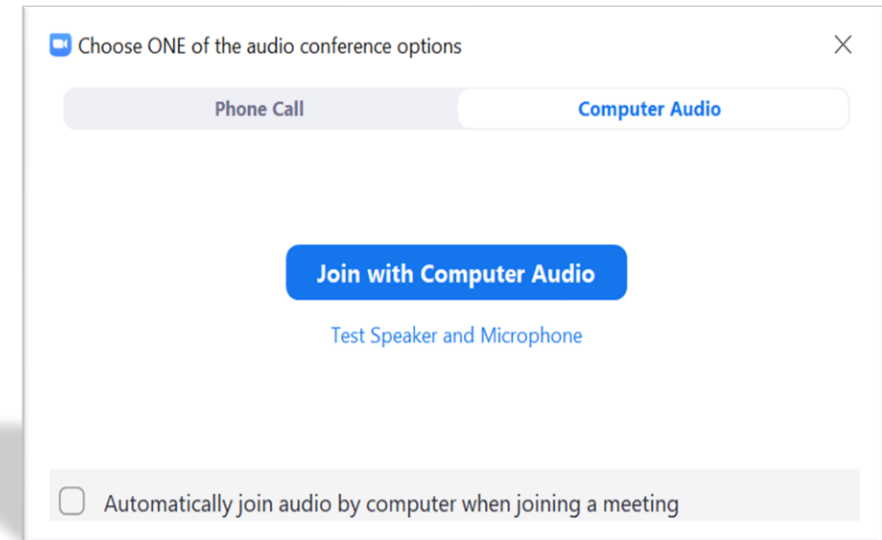 Choose ONE of the audio conference options
Phone Call
Computer Audio
Join with Computer Audio
Test Speaker and Microphone
Automatically join audio by computer when joining a meeting